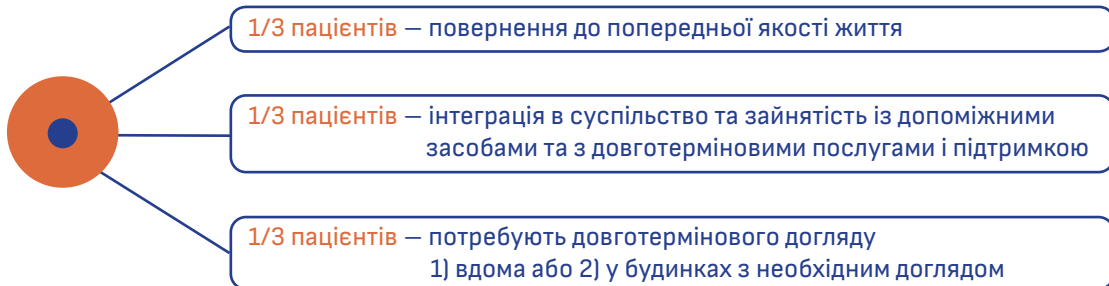 1/3 пацієнтів — повернення до попередньої якості життя
1/3 пацієнтів — інтеграція в суспільство та зайнятість із допоміжними
засобами та з довготерміновими послугами і підтримкою
1/3 пацієнтів — потребують довготермінового догляду
1) вдома або 2) у будинках з необхідним доглядом